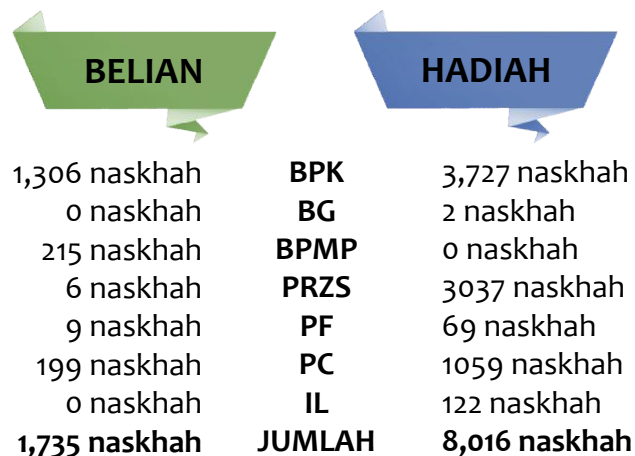 BELIAN HADIAH
1,306 naskhah BPK 3,727 naskhah
0 naskhah BG 2 naskhah
215 naskhah BPMP 0 naskhah
6 naskhah PRZS 3037 naskhah
9 naskhah PF 69 naskhah
199 naskhah PC 1059 naskhah
0 naskhah IL 122 naskhah
1,735 naskhah JUMLAH 8,016 naskhah